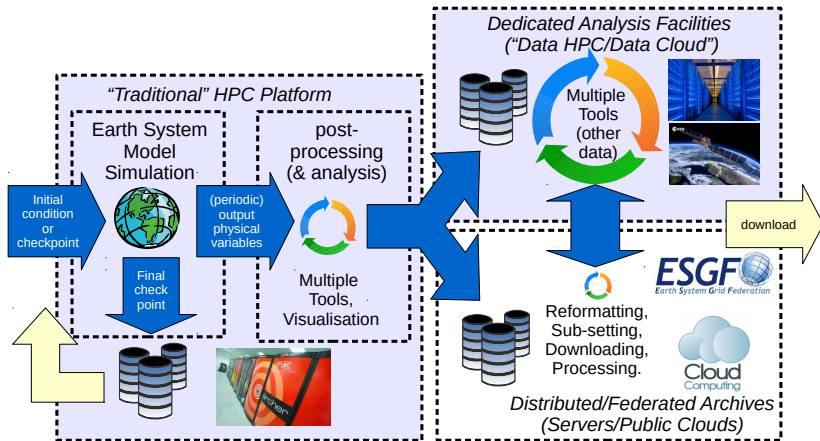 Dedicated Analysis Facilities
("Data HPC/Data Cloud")
"Traditional" HPC Platform
Earth System
Model
Simulation
post-
processing
(& analysis)
Multiple
Tools
(other
data)
Initial
condition
or
checkpoint
(periodic)
output
physical
variables
Final
check
point
Multiple
Tools,
Visualisation
download
ESGF
Earth System Grid Federation
Reformatting,
Sub-setting,
Downloading,
Processing.
Cloud
Computing
archer
Distributed/Federated Archives
(Servers/Public Clouds)